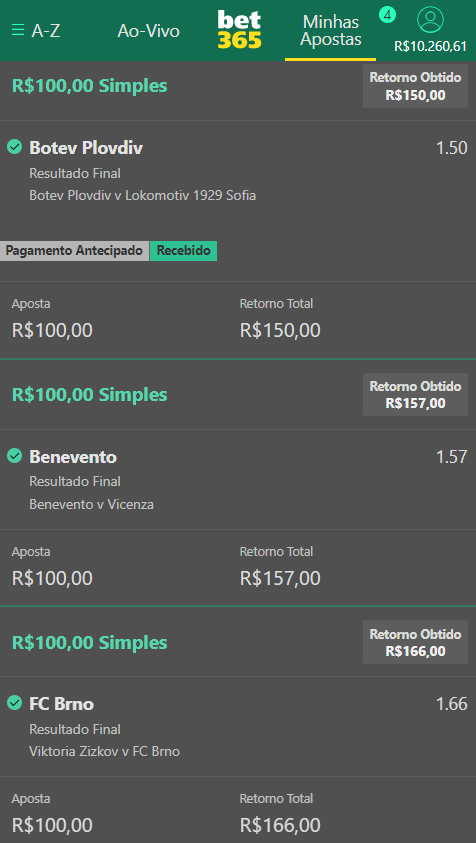 A-Z
Ao-Vivo
bet
365
Minhas
Apostas
4
R$10.260,61
R$100,00 Simples
Retorno Obtido
R$150,00
Botev Plovdiv
1.50
Resultado Final
Botev Plovdiv v Lokomotiv 1929 Sofia
Pagamento Antecipado Recebido
Aposta
Retorno Total
R$100,00
R$150,00
R$100,00 Simples
Retorno Obtido
R$157,00
Benevento
1.57
Resultado Final
Benevento v Vicenza
Aposta
Retorno Total
R$100,00
R$157,00
R$100,00 Simples
Retorno Obtido
R$166,00
FC Brno
1.66
Resultado Final
Viktoria Zizkov v FC Brno
Aposta
Retorno Total
R$100,00
R$166,00